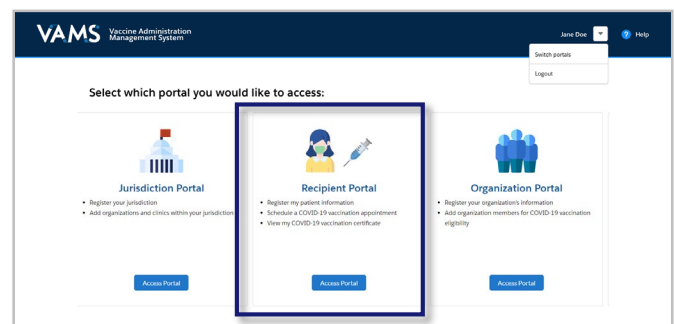 VAMS Vaccine Administration
Management System
Jane Doe
Help
Switch portals
Logout
Select which portal you would like to access:
Jurisdiction Portal
• Register your jurisdiction
• Add organizations and clinics within your jurisdiction
Access Portal
Recipient Portal
• Register my patient information
• Schedule a COVID-19 vaccination appointment
• View my COVID-19 vaccination certificate
Access Portal
Organization Portal
• Register your organization's information
• Add organization members for COVID-19 vaccination
eligibility
Access Portal